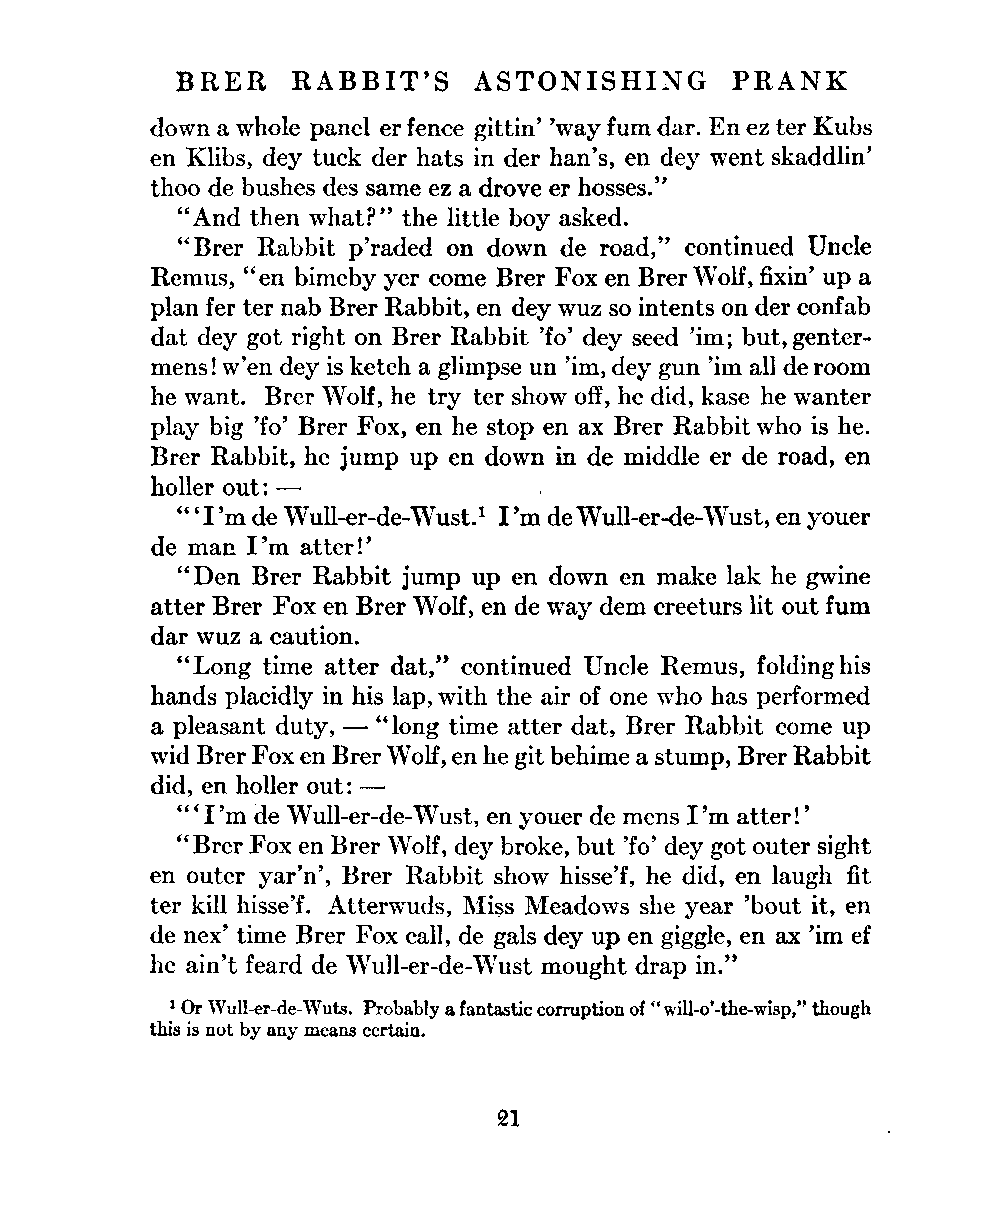 BRER RABBIT'S ASTONISHING PRANK
down a whole panel er fence gittin' 'way fum dar. En ez ter Kubs
en Klibs, dey tuck der hats in der han's, en dey went skaddlin'
thoo de bushes des same ez a drove er hosses."
"And then what?" the little boy asked.
"Brer Rabbit p'raded on down de road," continued Uncle
Remus, "en bimeby yer come Brer Fox en Brer Wolf, fixin' up a
plan fer ter nab Brer Rabbit, en dey wuz so intents on der confab
dat dey got right on Brer Rabbit 'fo' dey seed 'im; but, genter-
mens! w'en dey is ketch a glimpse un 'im, dey gun 'im all de room
he want. Brer Wolf, he try ter show off, he did, kase he wanter
play big 'fo' Brer Fox, en he stop en ax Brer Rabbit who is he.
Brer Rabbit, he jump up en down in de middle er de road, en
holler out: —
"'I'm de Wull-er-de-Wust.¹ I'm de Wull-er-de-Wust, en youer
de man I'm atter!'
"Den Brer Rabbit jump up en down en make lak he gwine
atter Brer Fox en Brer Wolf, en de way dem creeturs lit out fum
dar wuz a caution.
"Long time atter dat," continued Uncle Remus, folding his
hands placidly in his lap, with the air of one who has performed
a pleasant duty, — "long time atter dat, Brer Rabbit come up
wid Brer Fox en Brer Wolf, en he git behime a stump, Brer Rabbit
did, en holler out: —
"'I'm de Wull-er-de-Wust, en youer de mens I'm atter!'
"Brer Fox en Brer Wolf, dey broke, but 'fo' dey got outer sight
en outer yar'n', Brer Rabbit show hisse'f, he did, en laugh fit
ter kill hisse'f. Atterwuds, Miss Meadows she year 'bout it, en
de nex' time Brer Fox call, de gals dey up en giggle, en ax 'im ef
he ain't feard de Wull-er-de-Wust mought drap in."
¹ Or Wull-er-de-Wuts. Probably a fantastic corruption of "will-o'-the-wisp," though
this is not by any means certain.
21